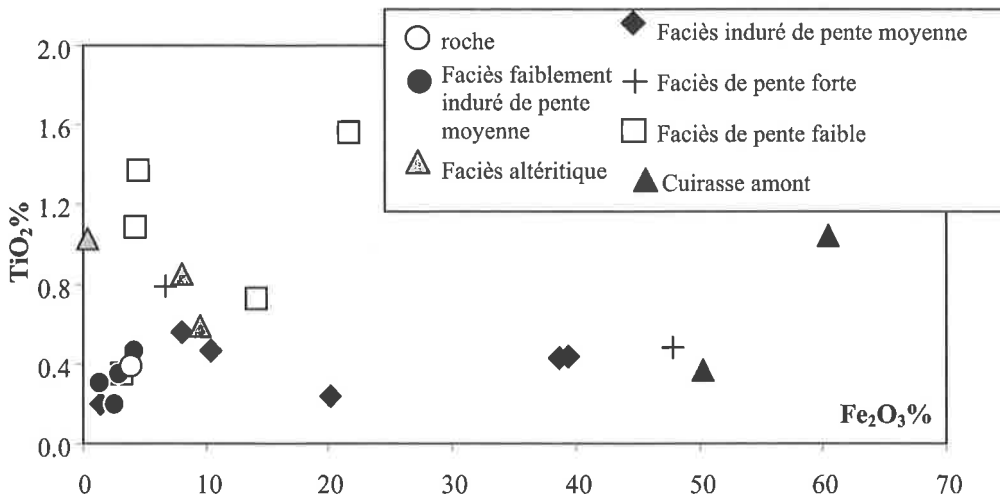 roche
Faciès faiblement
induré de pente
moyenne
Faciès altéritique
Faciès induré de pente moyenne
Faciès de pente forte
Faciès de pente faible
Cuirasse amont
TiO₂%
2.0
1.6
1.2
0.8
0.4
0.0
Fe₂O₃%
0 10 20 30 40 50 60 70